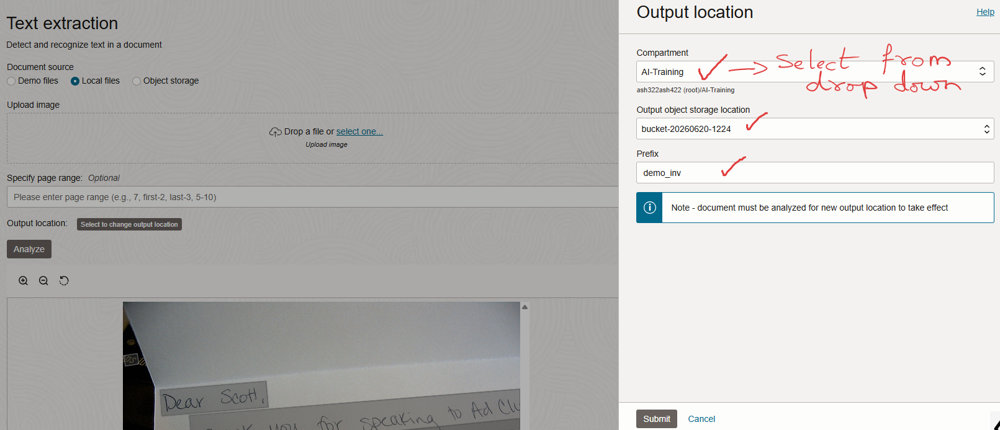 Text extraction
Detect and recognize text in a document
Document source
Demo files Local files Object storage
Upload image
Drop a file or select one...
Upload image
Specify page range: Optional
Please enter page range (e.g., 7, first-2, last-3, 5-10)
Output location: Select to change output location
Analyze
Dear Scott,
you for speaking to Ad
Output location
Help
Compartment
AI-Training
→ Select from
drop down
ash322ash422 (root)/AI-Training
Output object storage location
bucket-20260620-1224
Prefix
demo_inv
Note - document must be analyzed for new output location to take effect
Submit Cancel